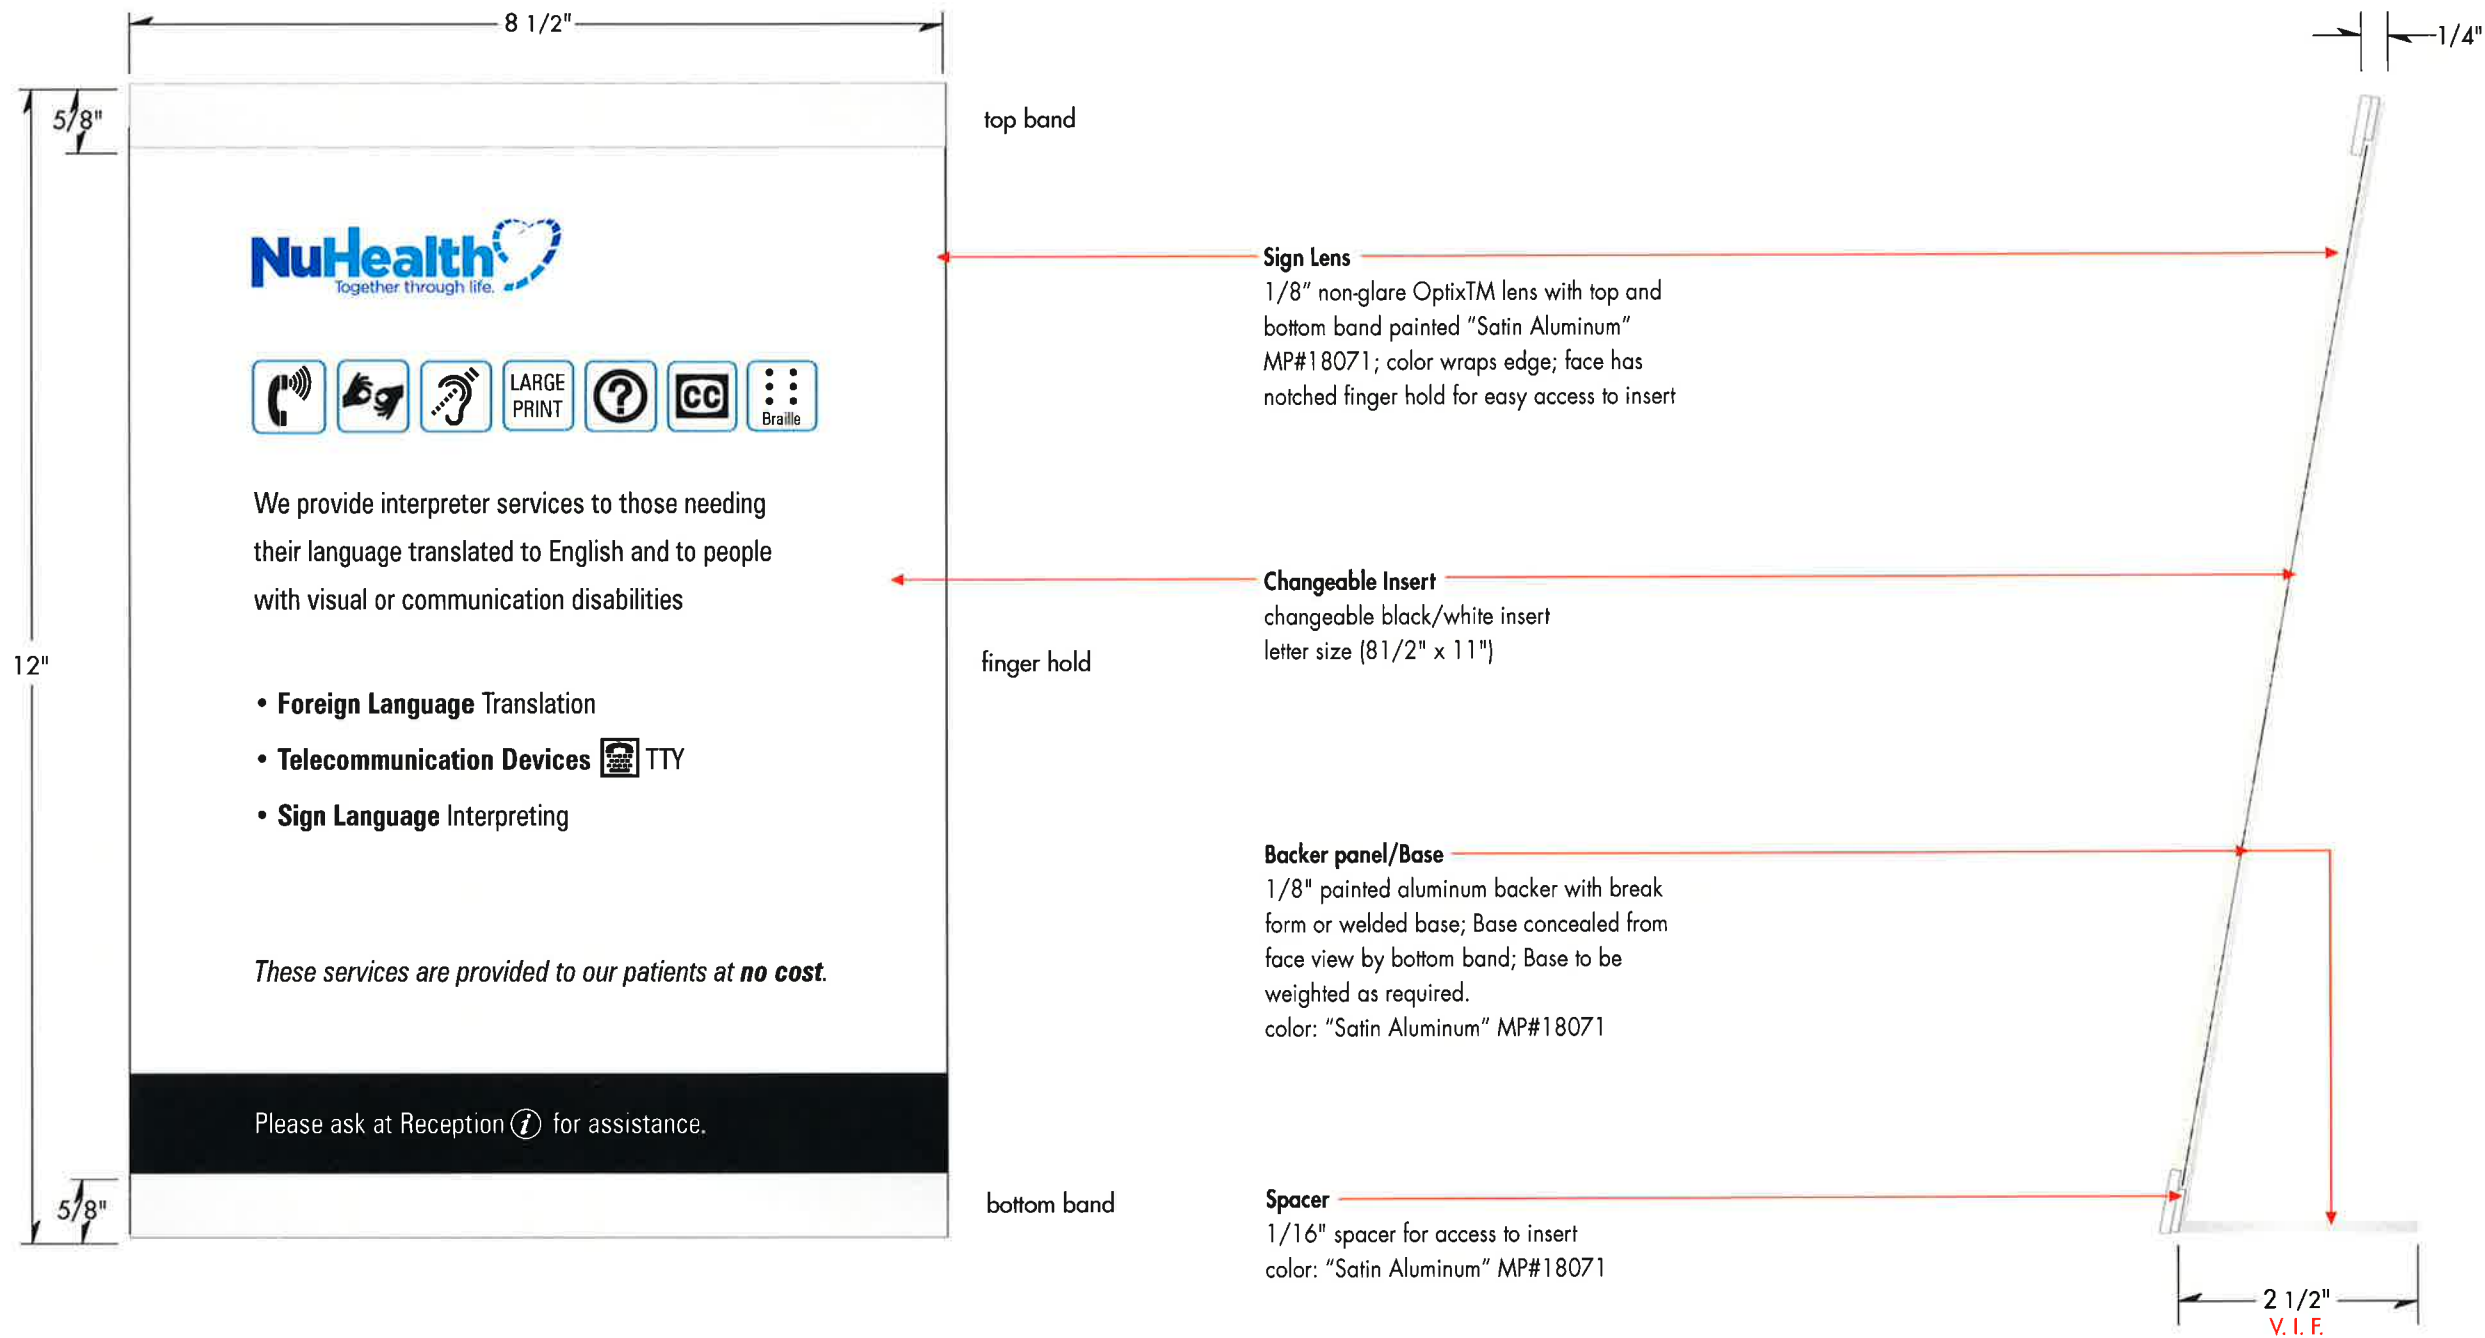 8 1/2"
1/4"
5/8"
top band
NuHealth
Together through life.
Sign Lens
1/8" non-glare OptixTM lens with top and
bottom band painted "Satin Aluminum"
MP#18071; color wraps edge; face has
notched finger hold for easy access to insert
LARGE
PRINT
?
CC
Braille
We provide interpreter services to those needing
their language translated to English and to people
with visual or communication disabilities
Changeable Insert
changeable black/white insert
letter size (81/2" x 11")
12"
finger hold
• Foreign Language Translation
• Telecommunication Devices TTY
• Sign Language Interpreting
Backer panel/Base
1/8" painted aluminum backer with break
form or welded base; Base concealed from
face view by bottom band; Base to be
weighted as required.
color: "Satin Aluminum" MP#18071
These services are provided to our patients at no cost.
Please ask at Reception i for assistance.
5/8"
bottom band
Spacer
1/16" spacer for access to insert
color: "Satin Aluminum" MP#18071
2 1/2"
V. I. F.